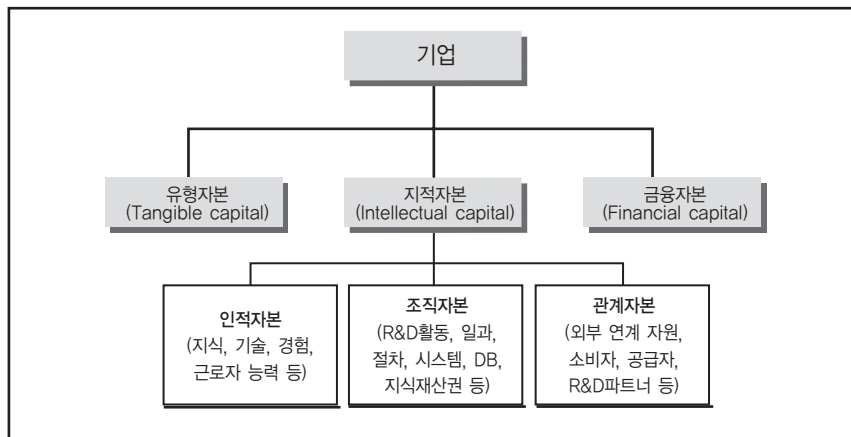 기업
유형자본
(Tangible capital)
지적자본
(Intellectual capital)
금융자본
(Financial capital)
인적자본
(지식, 기술, 경험,
근로자 능력 등)
조직자본
(R&D활동, 일과,
절차, 시스템, DB,
지식재산권 등)
관계자본
(외부 연계 자원,
소비자, 공급자,
R&D파트너 등)